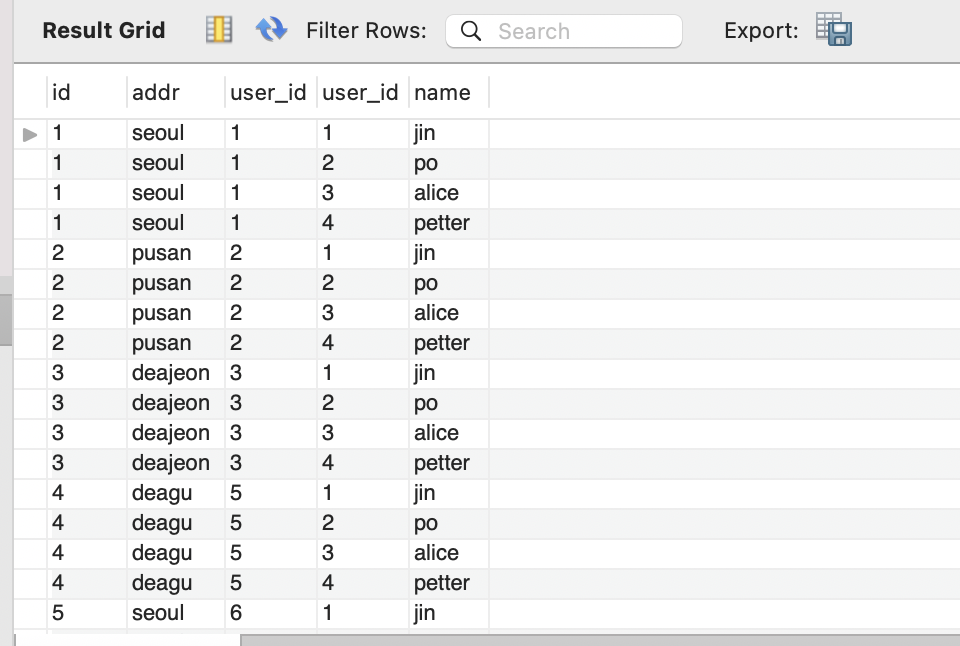 Result Grid Filter Rows: Search Export:
id addr user_id user_id name
1 seoul 1 1 jin
1 seoul 1 2 po
1 seoul 1 3 alice
1 seoul 1 4 petter
2 pusan 2 1 jin
2 pusan 2 2 po
2 pusan 2 3 alice
2 pusan 2 4 petter
3 deajeon 3 1 jin
3 deajeon 3 2 po
3 deajeon 3 3 alice
3 deajeon 3 4 petter
4 deagu 5 1 jin
4 deagu 5 2 po
4 deagu 5 3 alice
4 deagu 5 4 petter
5 seoul 6 1 jin